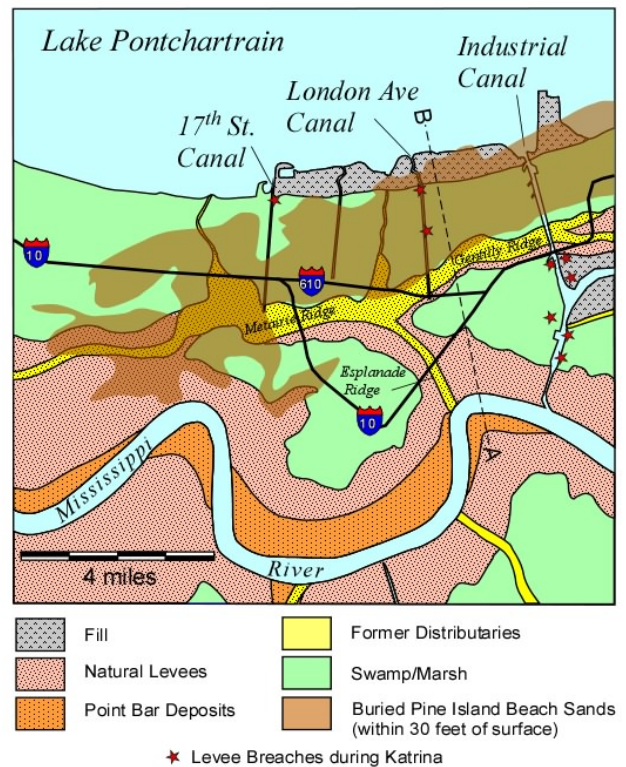 Lake Pontchartrain
Industrial
Canal
London Ave
Canal
B
17th St.
Canal
10
610
Gentilly Ridge
Metairie Ridge
Esplanade
Ridge
10
A
Mississippi
River
4 miles
Fill
Natural Levees
Point Bar Deposits
Former Distributaries
Swamp/Marsh
Buried Pine Island Beach Sands
(within 30 feet of surface)
Levee Breaches during Katrina